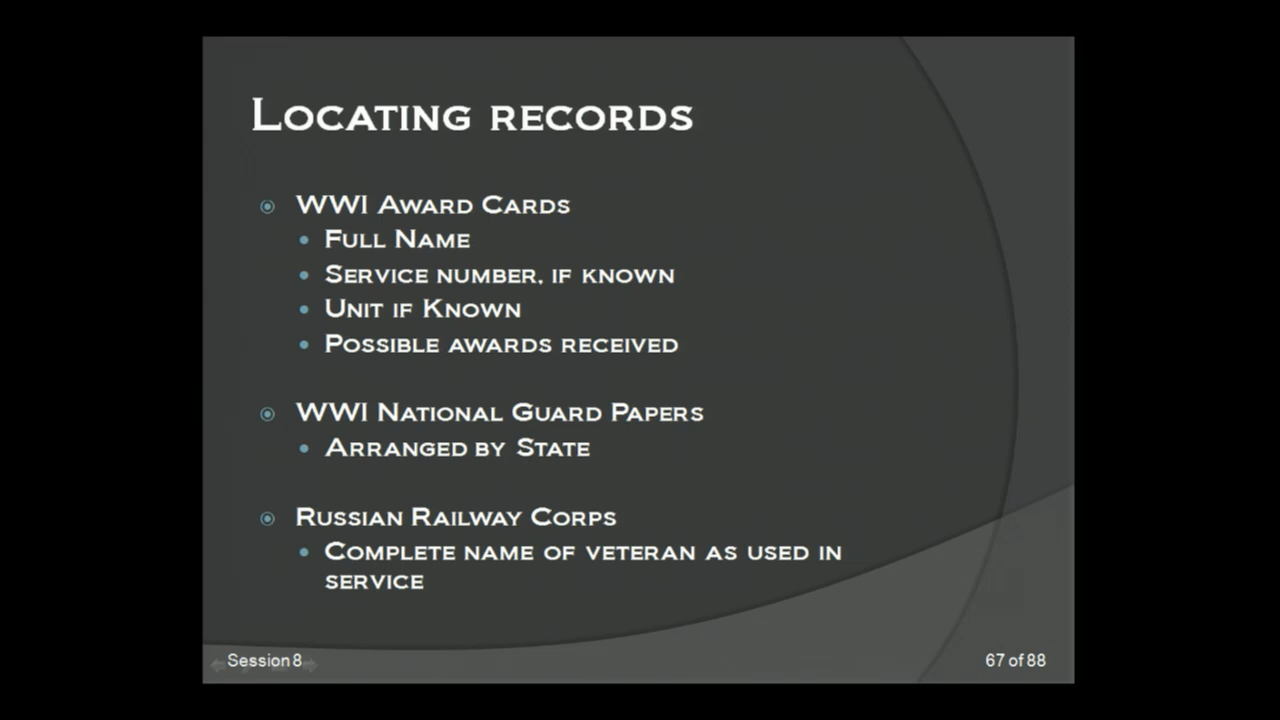 Locating records
WWI Award Cards
Full Name
Service number, if known
Unit if Known
Possible awards received
WWI National Guard Papers
Arranged by State
Russian Railway Corps
Complete name of veteran as used in
service
Session 8
67 of 88